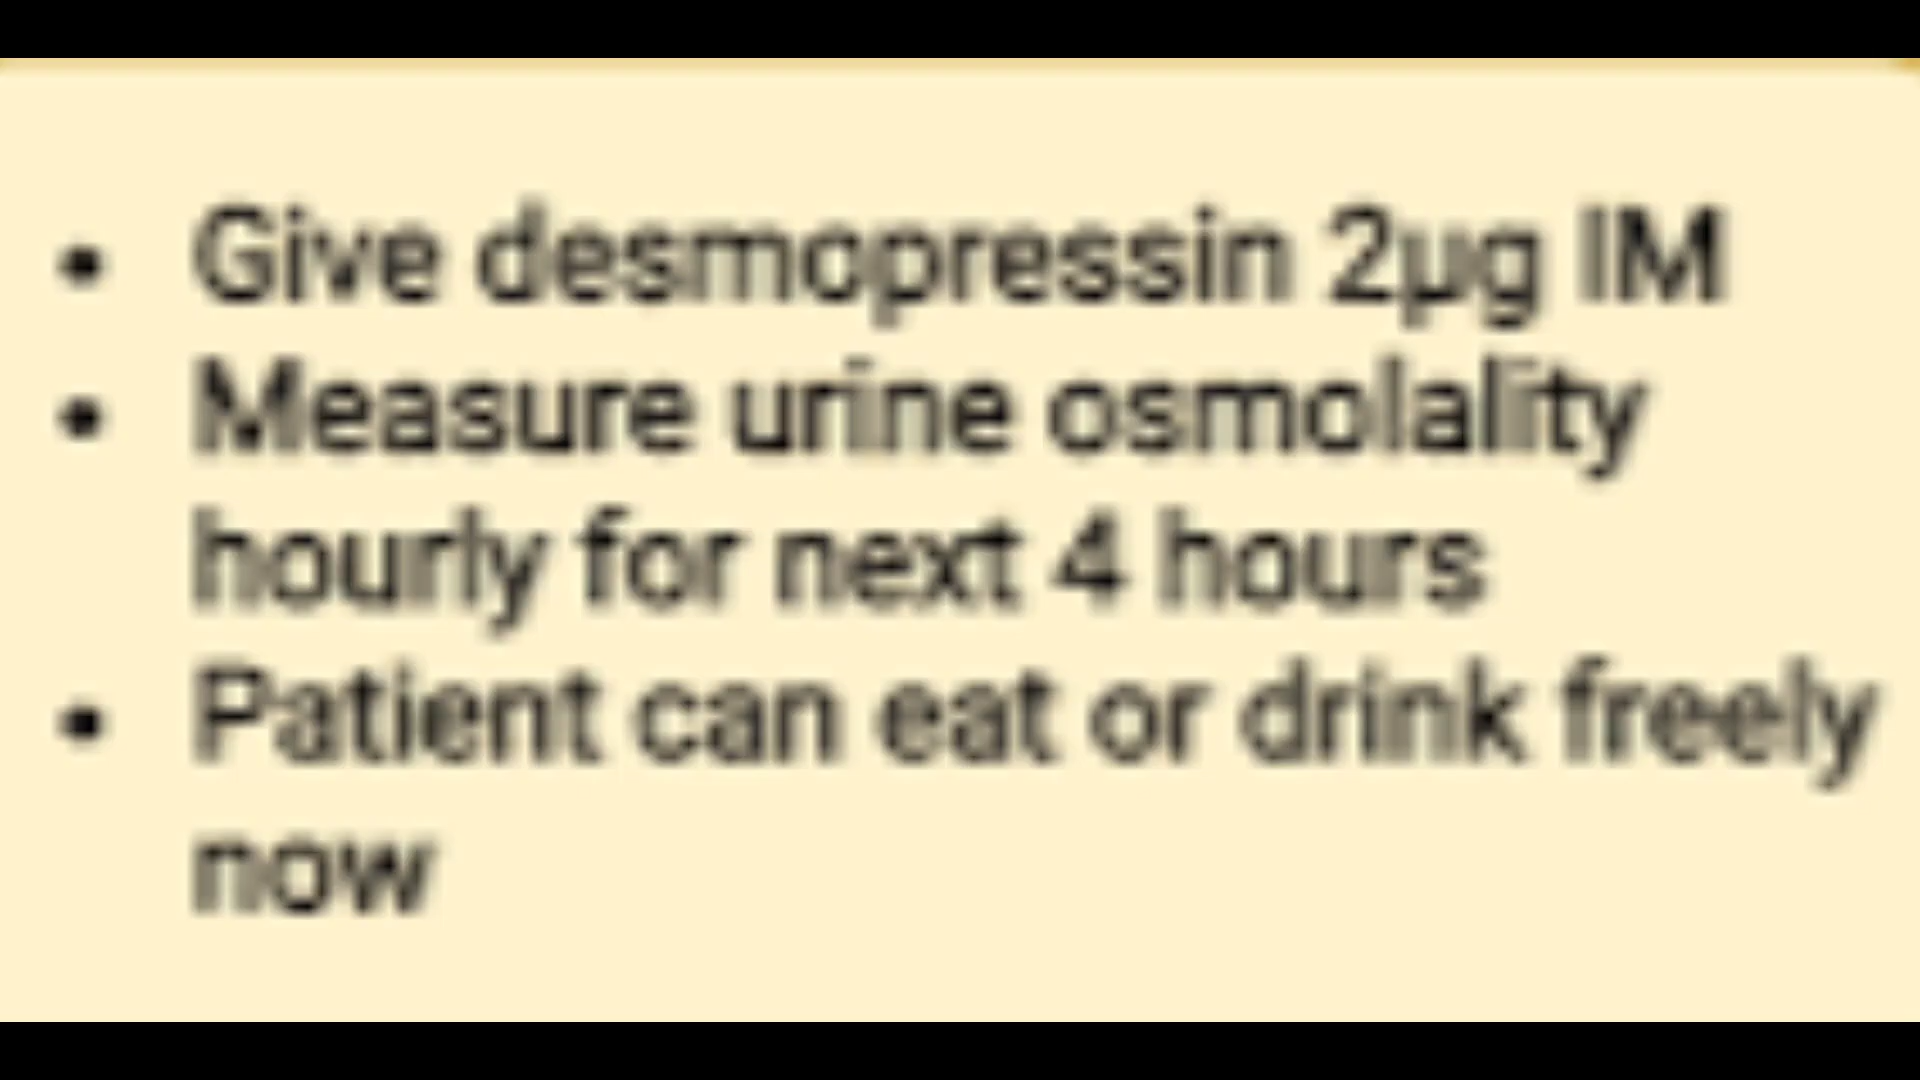 • Give desmopressin 2µg IM
• Measure urine osmolality
hourly for next 4 hours
• Patient can eat or drink freely
now